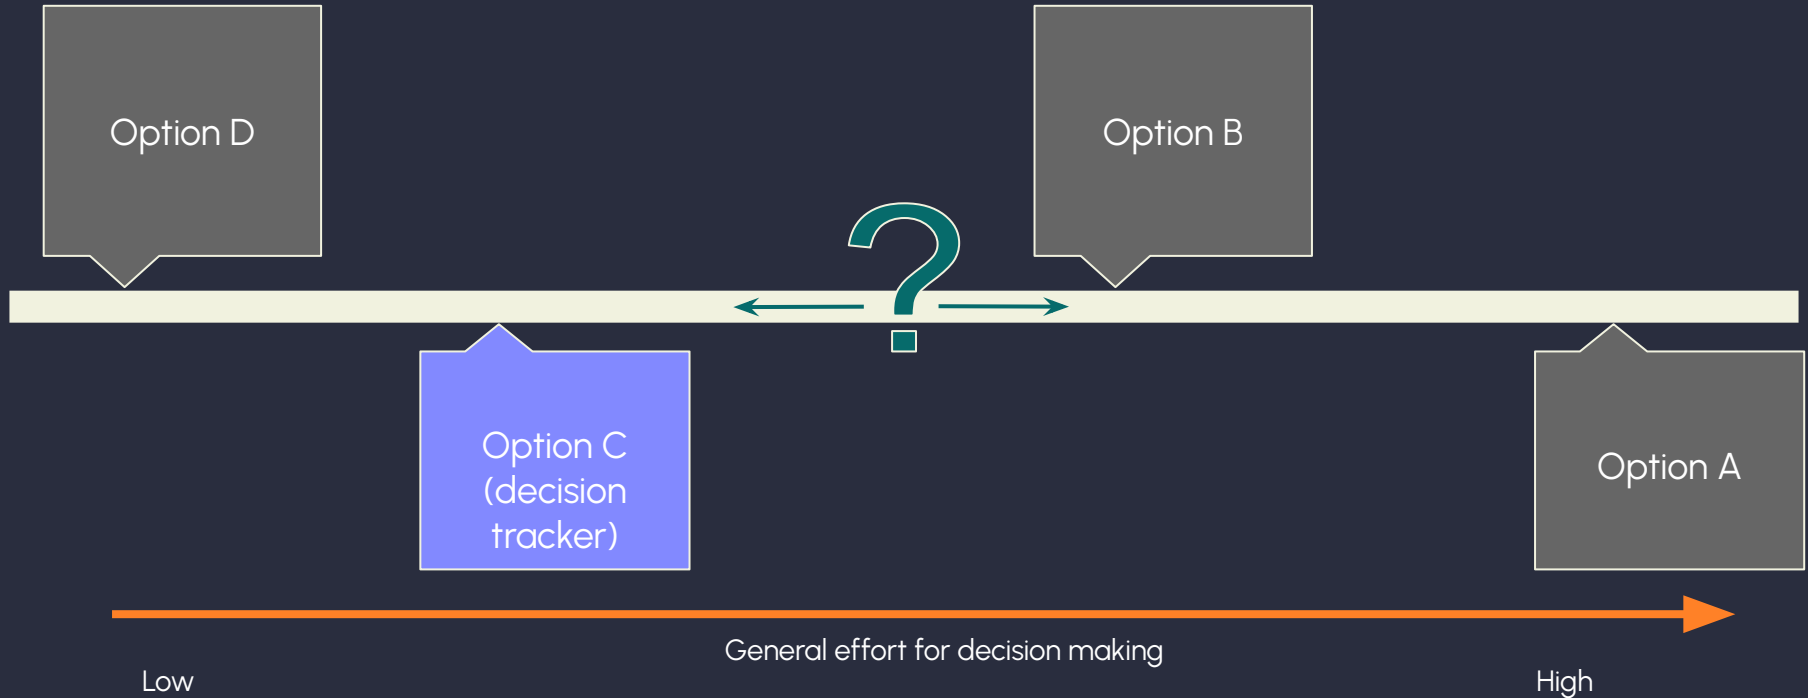 Option D
Option B
?
Option C
(decision
tracker)
Option A
General effort for decision making
Low
High